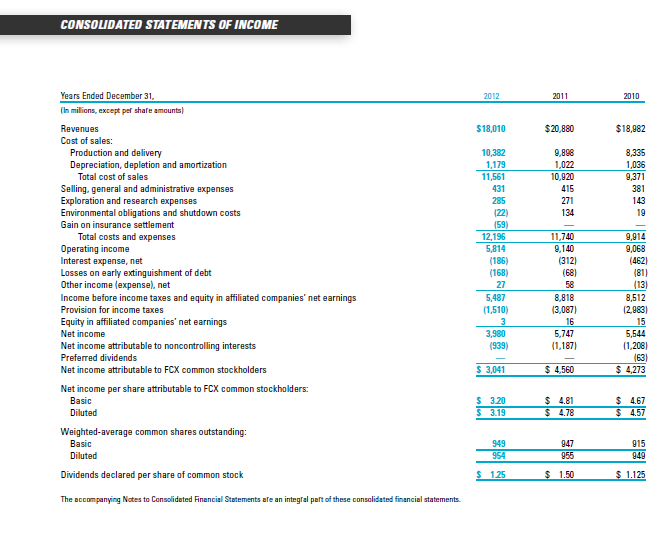 CONSOLIDATED STATEMENTS OF INCOME
Years Ended December 31, 2012 2011 2010
(In millions, except per share amounts)
Revenues $18,010 $20,880 $18,982
Cost of sales:
Production and delivery 10,382 9,898 8,335
Depreciation, depletion and amortization 1,179 1,022 1,036
Total cost of sales 11,561 10,920 9,371
Selling, general and administrative expenses 431 415 381
Exploration and research expenses 285 271 143
Environmental obligations and shutdown costs (22) 134 19
Gain on insurance settlement (59) — —
Total costs and expenses 12,196 11,740 9,914
Operating income 5,814 9,140 9,068
Interest expense, net (186) (312) (462)
Losses on early extinguishment of debt (168) (68) (81)
Other income (expense), net 27 58 (13)
Income before income taxes and equity in affiliated companies' net earnings 5,487 8,818 8,512
Provision for income taxes (1,510) (3,087) (2,983)
Equity in affiliated companies' net earnings 3 16 15
Net income 3,980 5,747 5,544
Net income attributable to noncontrolling interests (939) (1,187) (1,208)
Preferred dividends — — (63)
Net income attributable to FCX common stockholders $ 3,041 $ 4,560 $ 4,273
Net income per share attributable to FCX common stockholders:
Basic $ 3.20 $ 4.81 $ 4.67
Diluted $ 3.19 $ 4.78 $ 4.57
Weighted-average common shares outstanding:
Basic 949 947 915
Diluted 954 955 949
Dividends declared per share of common stock $ 1.25 $ 1.50 $ 1.125
The accompanying Notes to Consolidated Financial Statements are an integral part of these consolidated financial statements.